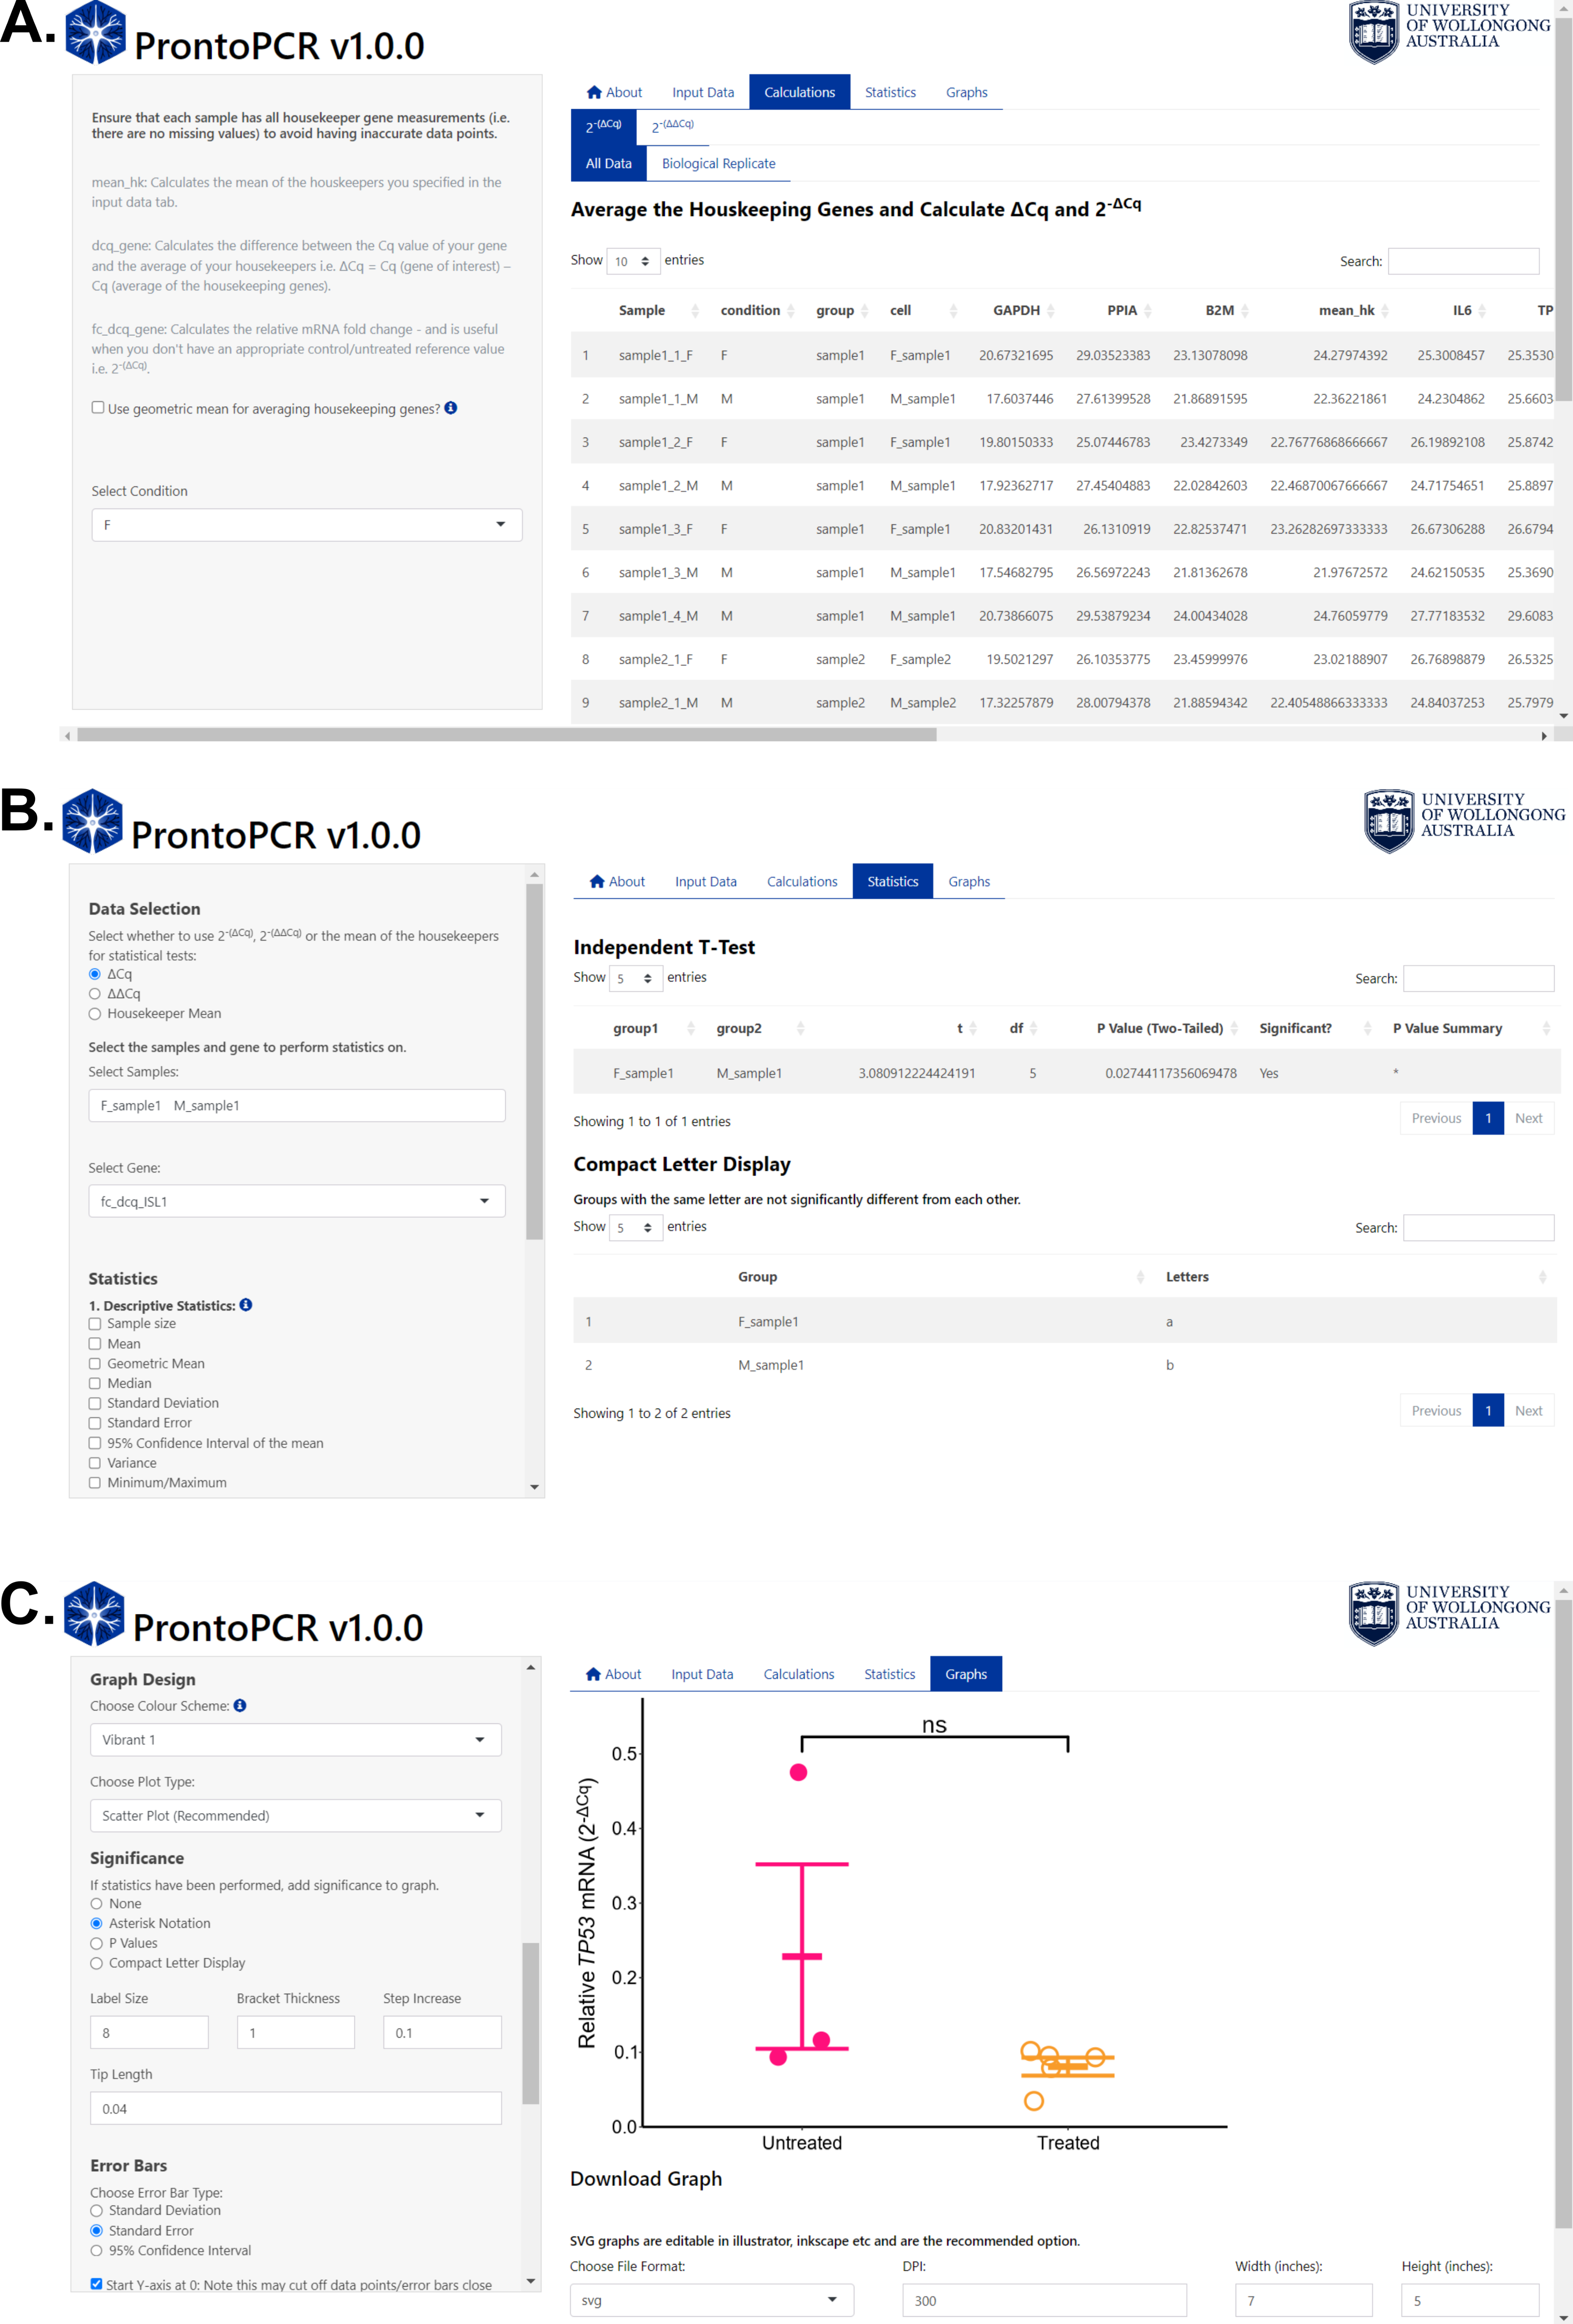 A.
ProntoPCR v1.0.0
UNIVERSITY
OF WOLLONGONG
AUSTRALIA
Ensure that each sample has all housekeeper gene measurements (i.e.
there are no missing values) to avoid having inaccurate data points.
mean_hk: Calculates the mean of the houskeepers you specified in the
input data tab.
dcq_gene: Calculates the difference between the Cq value of your gene
and the average of your housekeepers i.e. ΔCq = Cq (gene of interest) –
Cq (average of the housekeeping genes).
fc_dcq_gene: Calculates the relative mRNA fold change - and is useful
when you don't have an appropriate control/untreated reference value
i.e. 2-(ΔCq).
Use geometric mean for averaging housekeeping genes?
Select Condition
F
About Input Data Calculations Statistics Graphs
2-(ΔCq) 2-(ΔΔCq)
All Data Biological Replicate
Average the Houskeeping Genes and Calculate ΔCq and 2-ΔCq
Show 10 entries Search:
Sample condition group cell GAPDH PPIA B2M mean_hk IL6 TP
1 sample1_1_F F sample1 F_sample1 20.67321695 29.03523383 23.13078098 24.27974392 25.3008457 25.3530
2 sample1_1_M M sample1 M_sample1 17.6037446 27.61399528 21.86891595 22.36221861 24.2304862 25.6603
3 sample1_2_F F sample1 F_sample1 19.80150333 25.07446783 23.4273349 22.76776868666667 26.19892108 25.8742
4 sample1_2_M M sample1 M_sample1 17.92362717 27.45404883 22.02842603 22.46870067666667 24.71754651 25.8897
5 sample1_3_F F sample1 F_sample1 20.83201431 26.1310919 22.82537471 23.26282697333333 26.67306288 26.6794
6 sample1_3_M M sample1 M_sample1 17.54682795 26.56972243 21.81362678 21.97672572 24.62150535 25.3690
7 sample1_4_M M sample1 M_sample1 20.73866075 29.53879234 24.00434028 24.76059779 27.77183532 29.6083
8 sample2_1_F F sample2 F_sample2 19.5021297 26.10353775 23.45999976 23.02188907 26.76898879 26.5325
9 sample2_1_M M sample2 M_sample2 17.32257879 28.00794378 21.88594342 22.40548866333333 24.84037253 25.7979
B.
ProntoPCR v1.0.0
UNIVERSITY
OF WOLLONGONG
AUSTRALIA
Data Selection
Select whether to use 2-(ΔCq), 2-(ΔΔCq) or the mean of the housekeepers
for statistical tests:
ΔCq
ΔΔCq
Housekeeper Mean
Select the samples and gene to perform statistics on.
Select Samples:
F_sample1 M_sample1
Select Gene:
fc_dcq_ISL1
Statistics
1. Descriptive Statistics:
Sample size
Mean
Geometric Mean
Median
Standard Deviation
Standard Error
95% Confidence Interval of the mean
Variance
Minimum/Maximum
About Input Data Calculations Statistics Graphs
Independent T-Test
Show 5 entries Search:
group1 group2 t df P Value (Two-Tailed) Significant? P Value Summary
F_sample1 M_sample1 3.080912224424191 5 0.02744117356069478 Yes *
Showing 1 to 1 of 1 entries Previous 1 Next
Compact Letter Display
Groups with the same letter are not significantly different from each other.
Show 5 entries Search:
Group Letters
1 F_sample1 a
2 M_sample1 b
Showing 1 to 2 of 2 entries Previous 1 Next
C.
ProntoPCR v1.0.0
UNIVERSITY
OF WOLLONGONG
AUSTRALIA
Graph Design
Choose Colour Scheme:
Vibrant 1
Choose Plot Type:
Scatter Plot (Recommended)
Significance
If statistics have been performed, add significance to graph.
None
Asterisk Notation
P Values
Compact Letter Display
Label Size Bracket Thickness Step Increase
8 1 0.1
Tip Length
0.04
Error Bars
Choose Error Bar Type:
Standard Deviation
Standard Error
95% Confidence Interval
Start Y-axis at 0: Note this may cut off data points/error bars close
About Input Data Calculations Statistics Graphs
ns
Relative TP53 mRNA (2-ΔCq)
0.5
0.4
0.3
0.2
0.1
0.0
Untreated Treated
Download Graph
SVG graphs are editable in illustrator, inkscape etc and are the recommended option.
Choose File Format: DPI: Width (inches): Height (inches):
svg 300 7 5